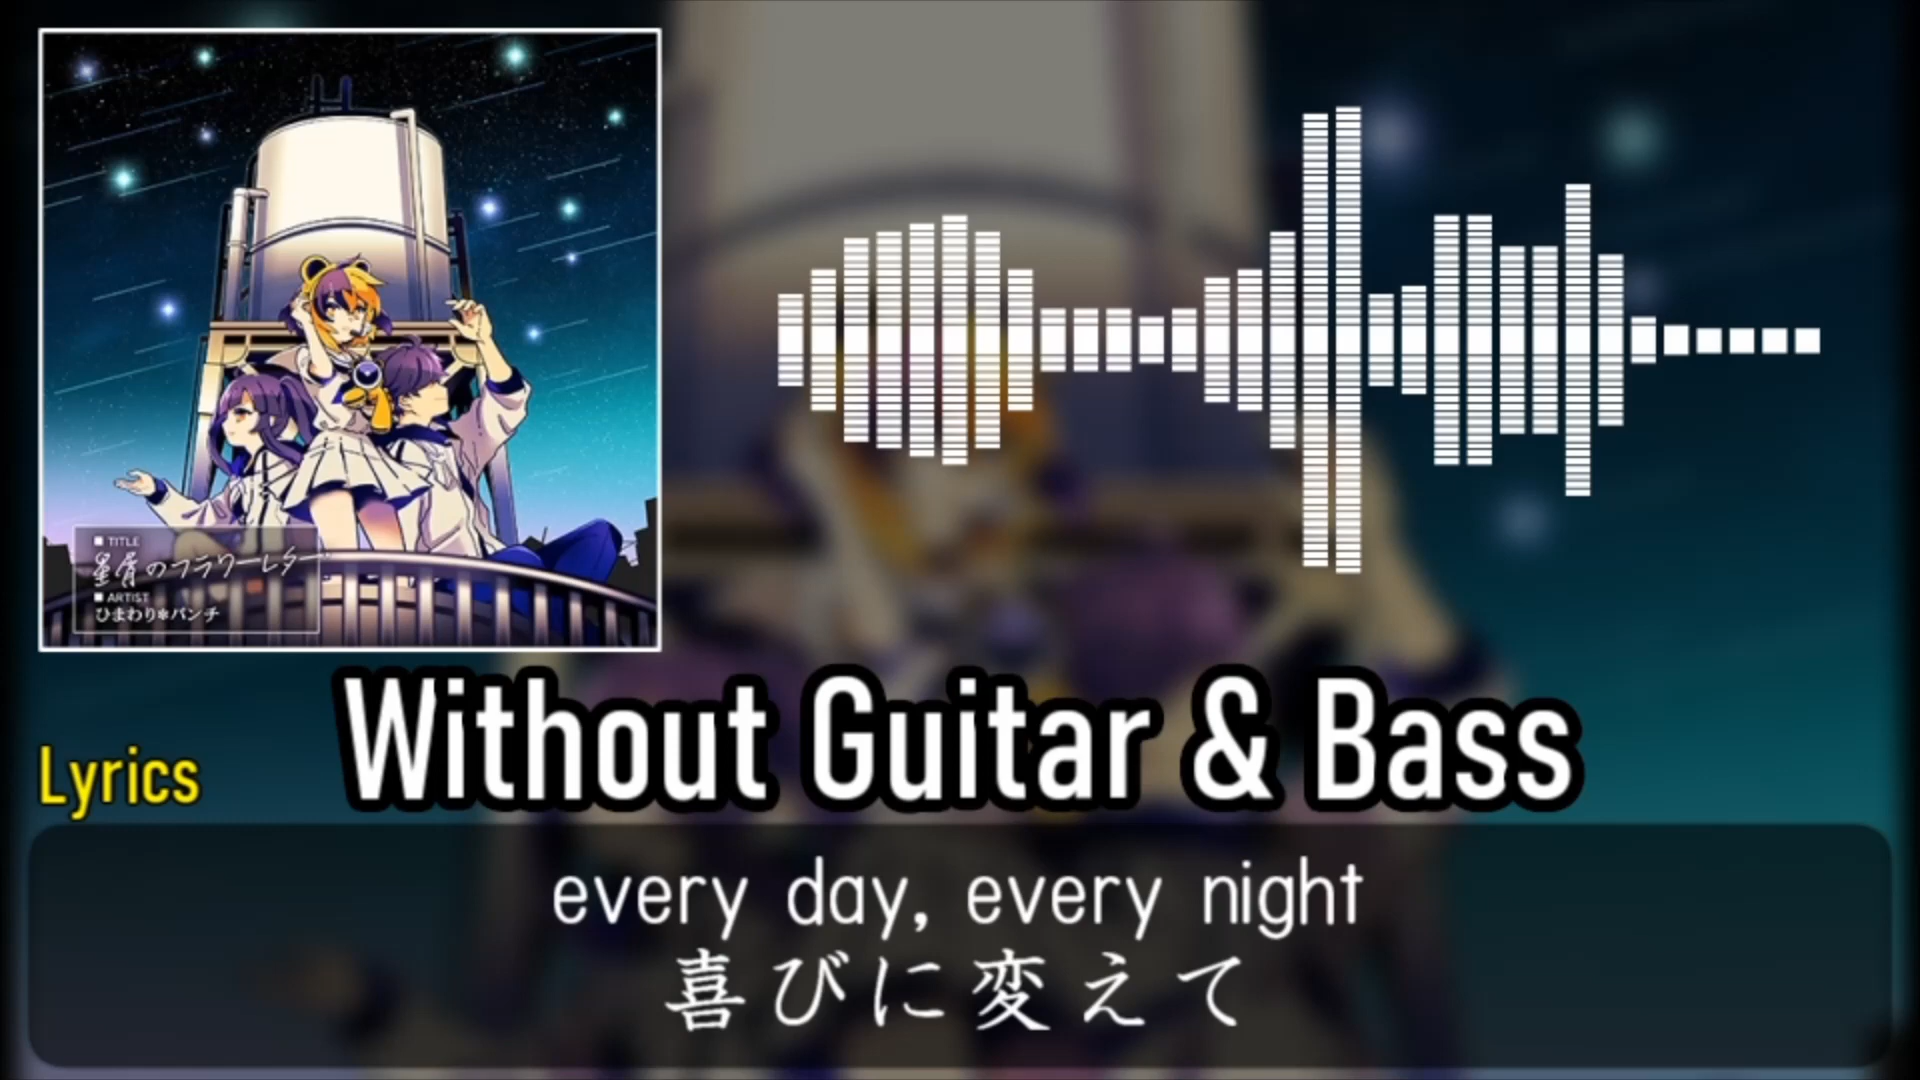 ■ TITLE
星屑のフラワーレター
■ ARTIST
ひまわり*パンチ
Without Guitar & Bass
Lyrics
every day, every night
喜びに変えて